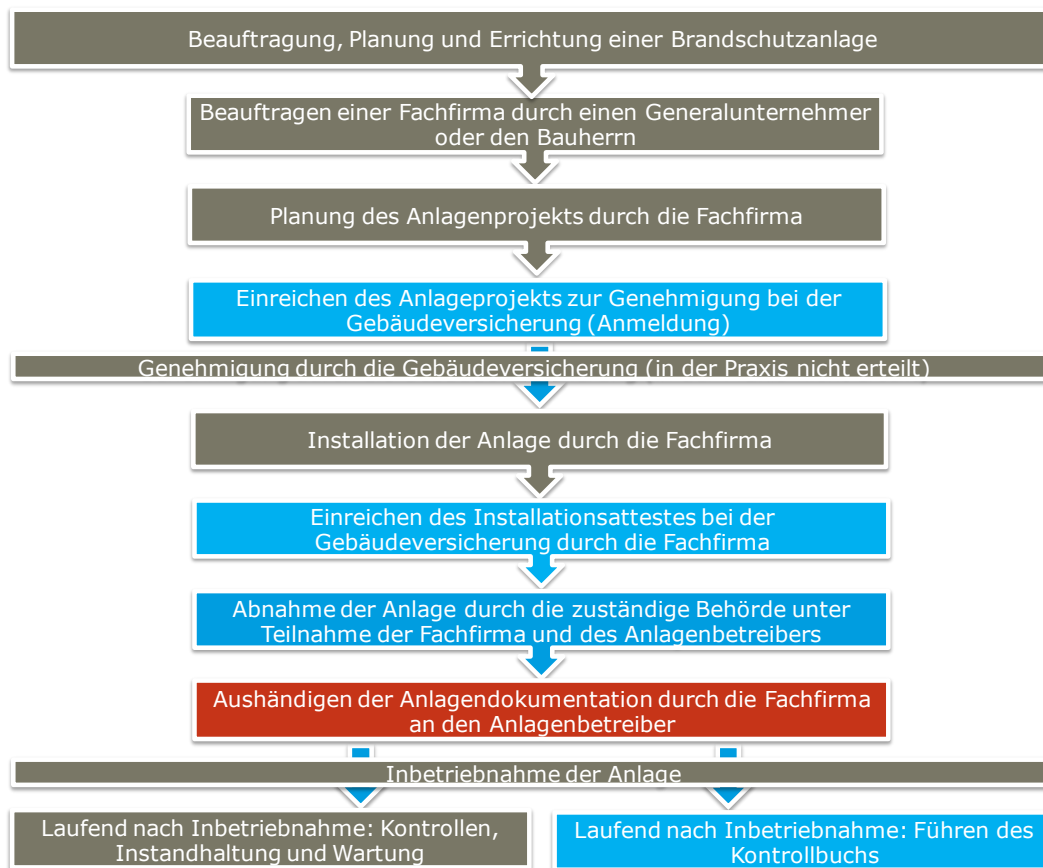 Beauftragung, Planung und Errichtung einer Brandschutzanlage
Beauftragen einer Fachfirma durch einen Generalunternehmer
oder den Bauherrn
Planung des Anlagenprojekts durch die Fachfirma
Einreichen des Anlageprojekts zur Genehmigung bei der
Gebäudeversicherung (Anmeldung)
Genehmigung durch die Gebäudeversicherung (in der Praxis nicht erteilt)
Installation der Anlage durch die Fachfirma
Einreichen des Installationsattestes bei der
Gebäudeversicherung durch die Fachfirma
Abnahme der Anlage durch die zuständige Behörde unter
Teilnahme der Fachfirma und des Anlagenbetreibers
Aushändigen der Anlagendokumentation durch die Fachfirma
an den Anlagenbetreiber
Inbetriebnahme der Anlage
Laufend nach Inbetriebnahme: Kontrollen,
Instandhaltung und Wartung
Laufend nach Inbetriebnahme: Führen des
Kontrollbuchs